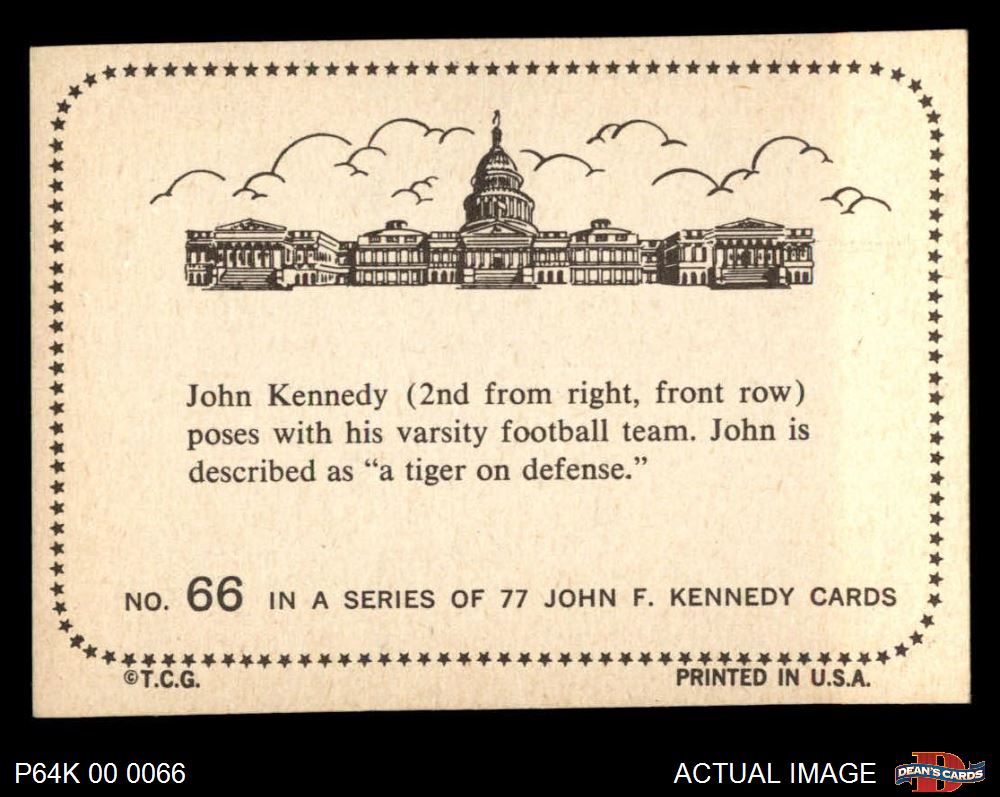 John Kennedy (2nd from right, front row)
poses with his varsity football team. John is
described as “a tiger on defense.”
NO. 66 IN A SERIES OF 77 JOHN F. KENNEDY CARDS
©T.C.G. PRINTED IN U.S.A.
P64K 00 0066 ACTUAL IMAGE DEAN'S CARDS